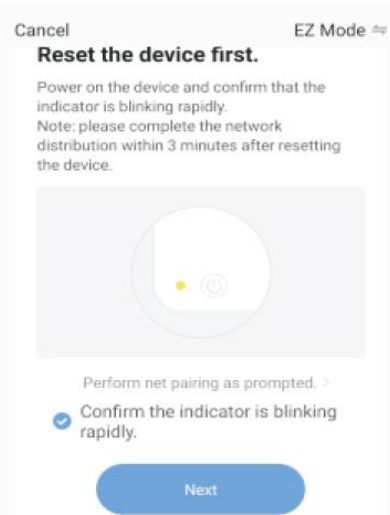 Cancel
EZ Mode
Reset the device first.
Power on the device and confirm that the
indicator is blinking rapidly.
Note: please complete the network
distribution within 3 minutes after resetting
the device.
Perform net pairing as prompted. >
Confirm the indicator is blinking
rapidly.
Next